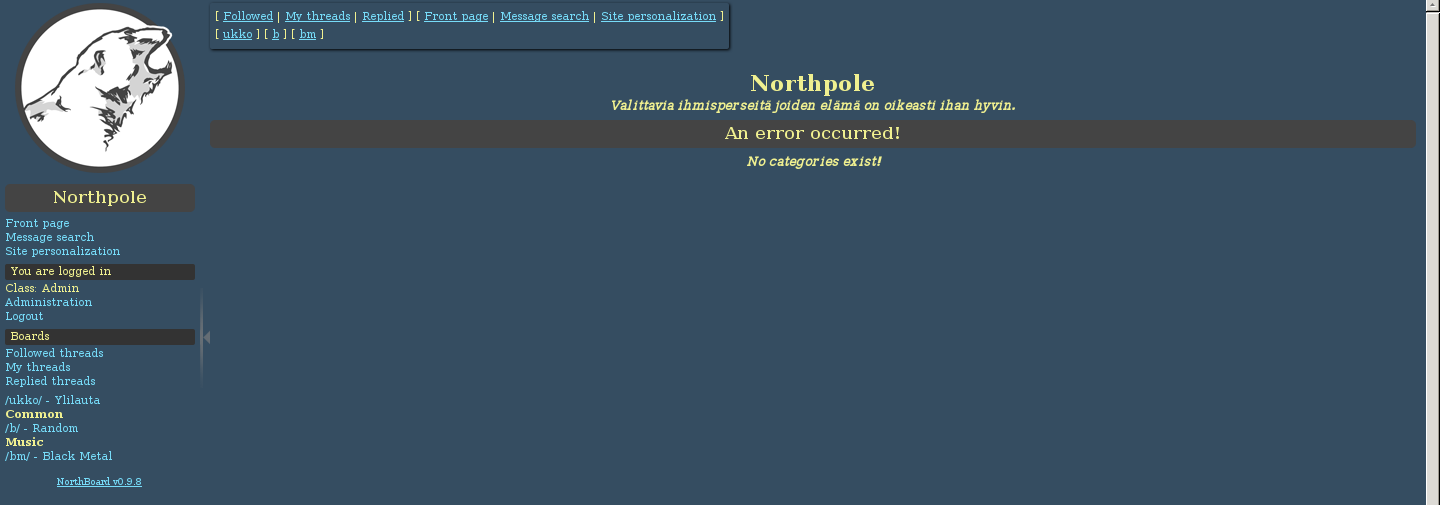 [ Followed | My threads | Replied ] [ Front page | Message search | Site personalization ]
[ ukko ] [ b ] [ bm ]
Northpole
Valittavia ihmisperseitä joiden elämä on oikeasti ihan hyvin.
An error occurred!
No categories exist!
Northpole
Front page
Message search
Site personalization
You are logged in
Class: Admin
Administration
Logout
Boards
Followed threads
My threads
Replied threads
/ukko/ - Ylilauta
Common
/b/ - Random
Music
/bm/ - Black Metal
NorthBoard v0.9.8